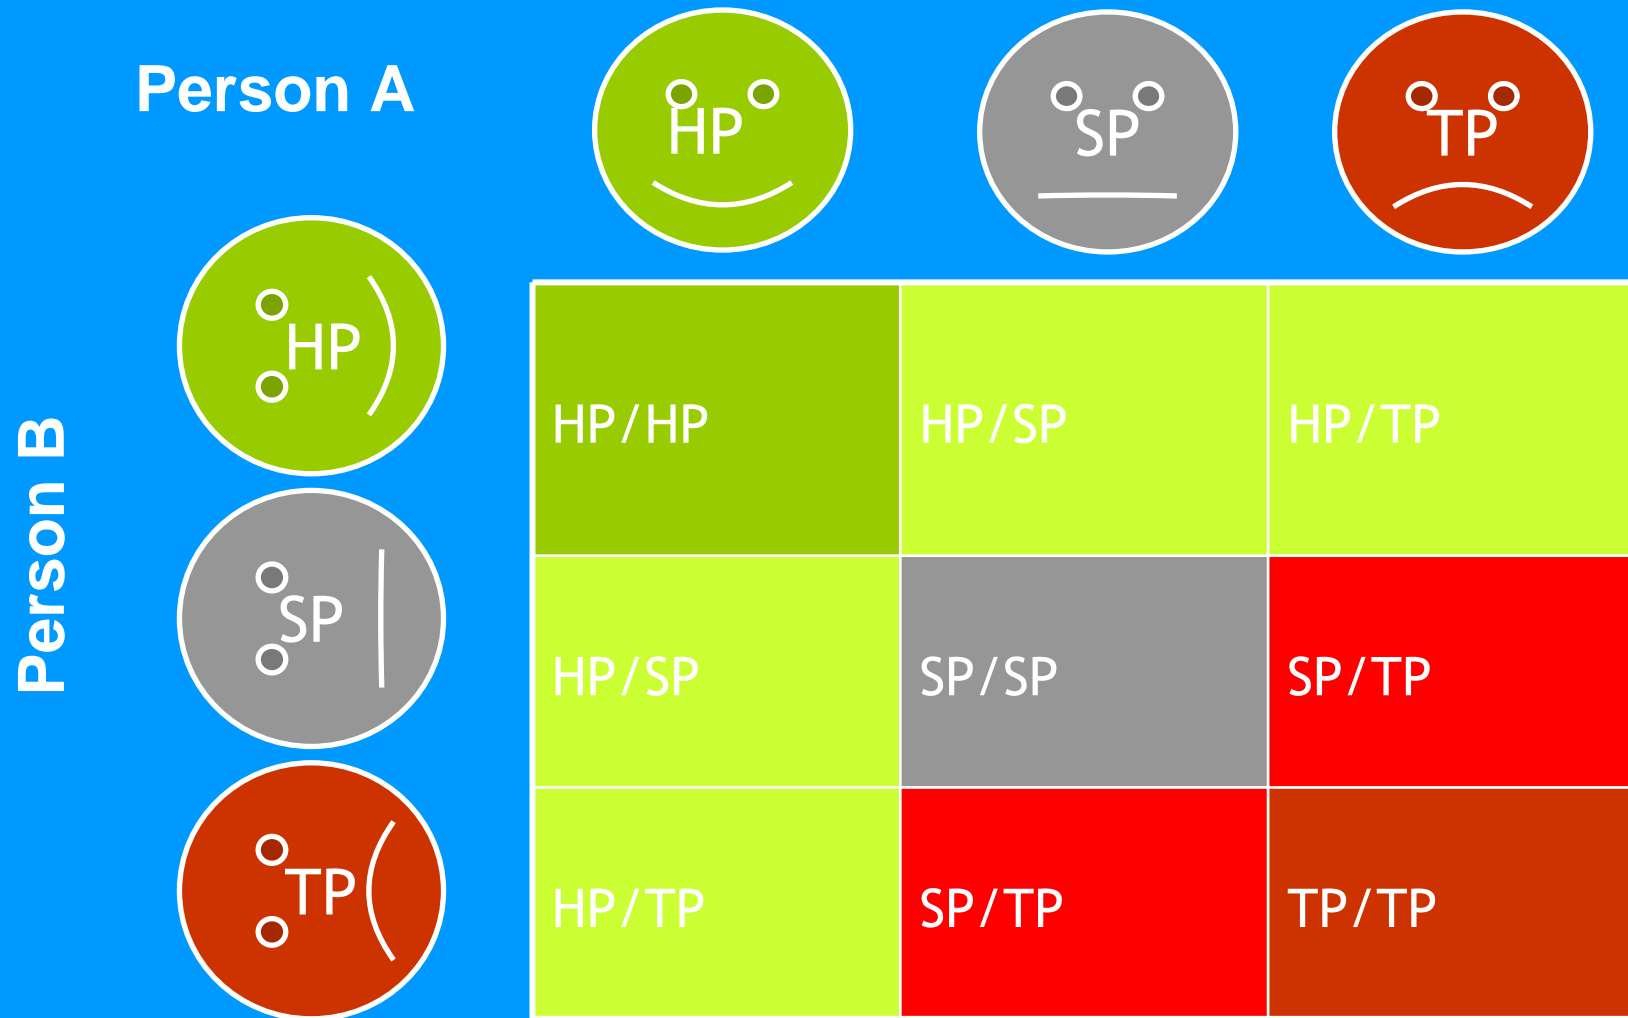 Person A
HP
SP
TP
Person B
HP
HP/HP
HP/SP
HP/TP
SP
HP/SP
SP/SP
SP/TP
TP
HP/TP
SP/TP
TP/TP